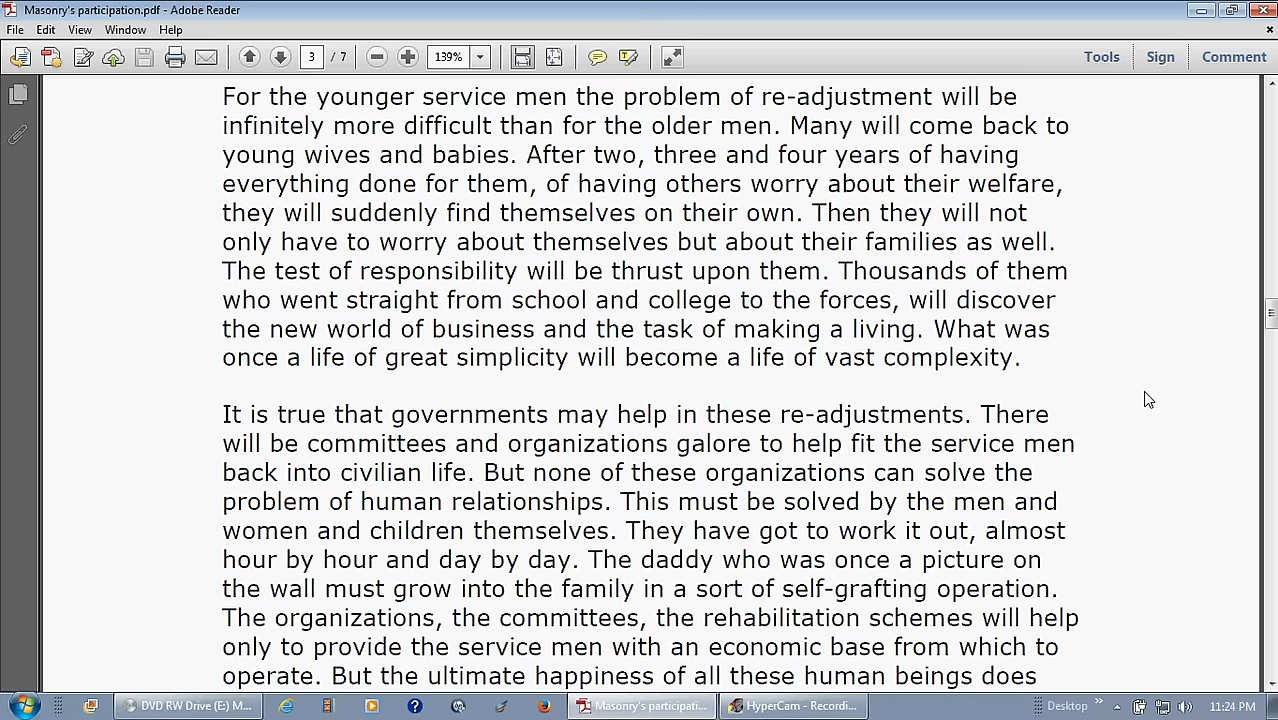 Masonry's participation.pdf - Adobe Reader
File Edit View Window Help
3 / 7 139% Tools Sign Comment
For the younger service men the problem of re-adjustment will be
infinitely more difficult than for the older men. Many will come back to
young wives and babies. After two, three and four years of having
everything done for them, of having others worry about their welfare,
they will suddenly find themselves on their own. Then they will not
only have to worry about themselves but about their families as well.
The test of responsibility will be thrust upon them. Thousands of them
who went straight from school and college to the forces, will discover
the new world of business and the task of making a living. What was
once a life of great simplicity will become a life of vast complexity.
It is true that governments may help in these re-adjustments. There
will be committees and organizations galore to help fit the service men
back into civilian life. But none of these organizations can solve the
problem of human relationships. This must be solved by the men and
women and children themselves. They have got to work it out, almost
hour by hour and day by day. The daddy who was once a picture on
the wall must grow into the family in a sort of self-grafting operation.
The organizations, the committees, the rehabilitation schemes will help
only to provide the service men with an economic base from which to
operate. But the ultimate happiness of all these human beings does
DVD RW Drive (E:) M... Masonry's participati... HyperCam - Recordi... Desktop 11:24 PM